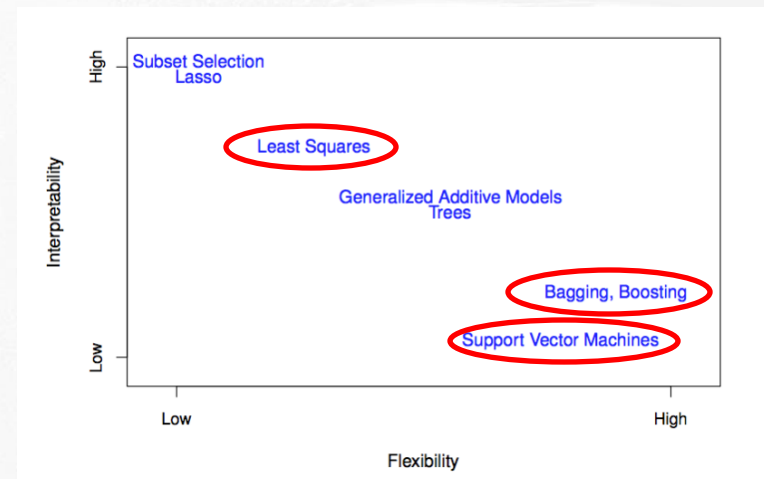 High
Subset Selection
Lasso
Least Squares
Interpretability
Generalized Additive Models
Trees
Bagging, Boosting
Support Vector Machines
Low
Low
High
Flexibility